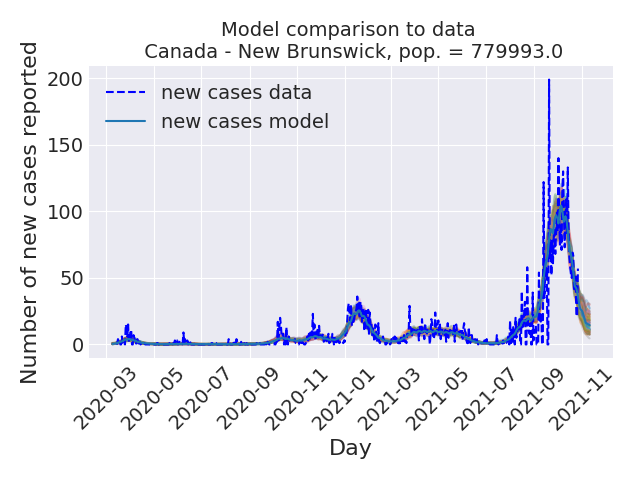 Model comparison to data
Canada - New Brunswick, pop. = 779993.0
Number of new cases reported
200
150
100
50
0
new cases data
new cases model
2020-03
2020-05
2020-07
2020-09
2020-11
2021-01
2021-03
2021-05
2021-07
2021-09
2021-11
Day